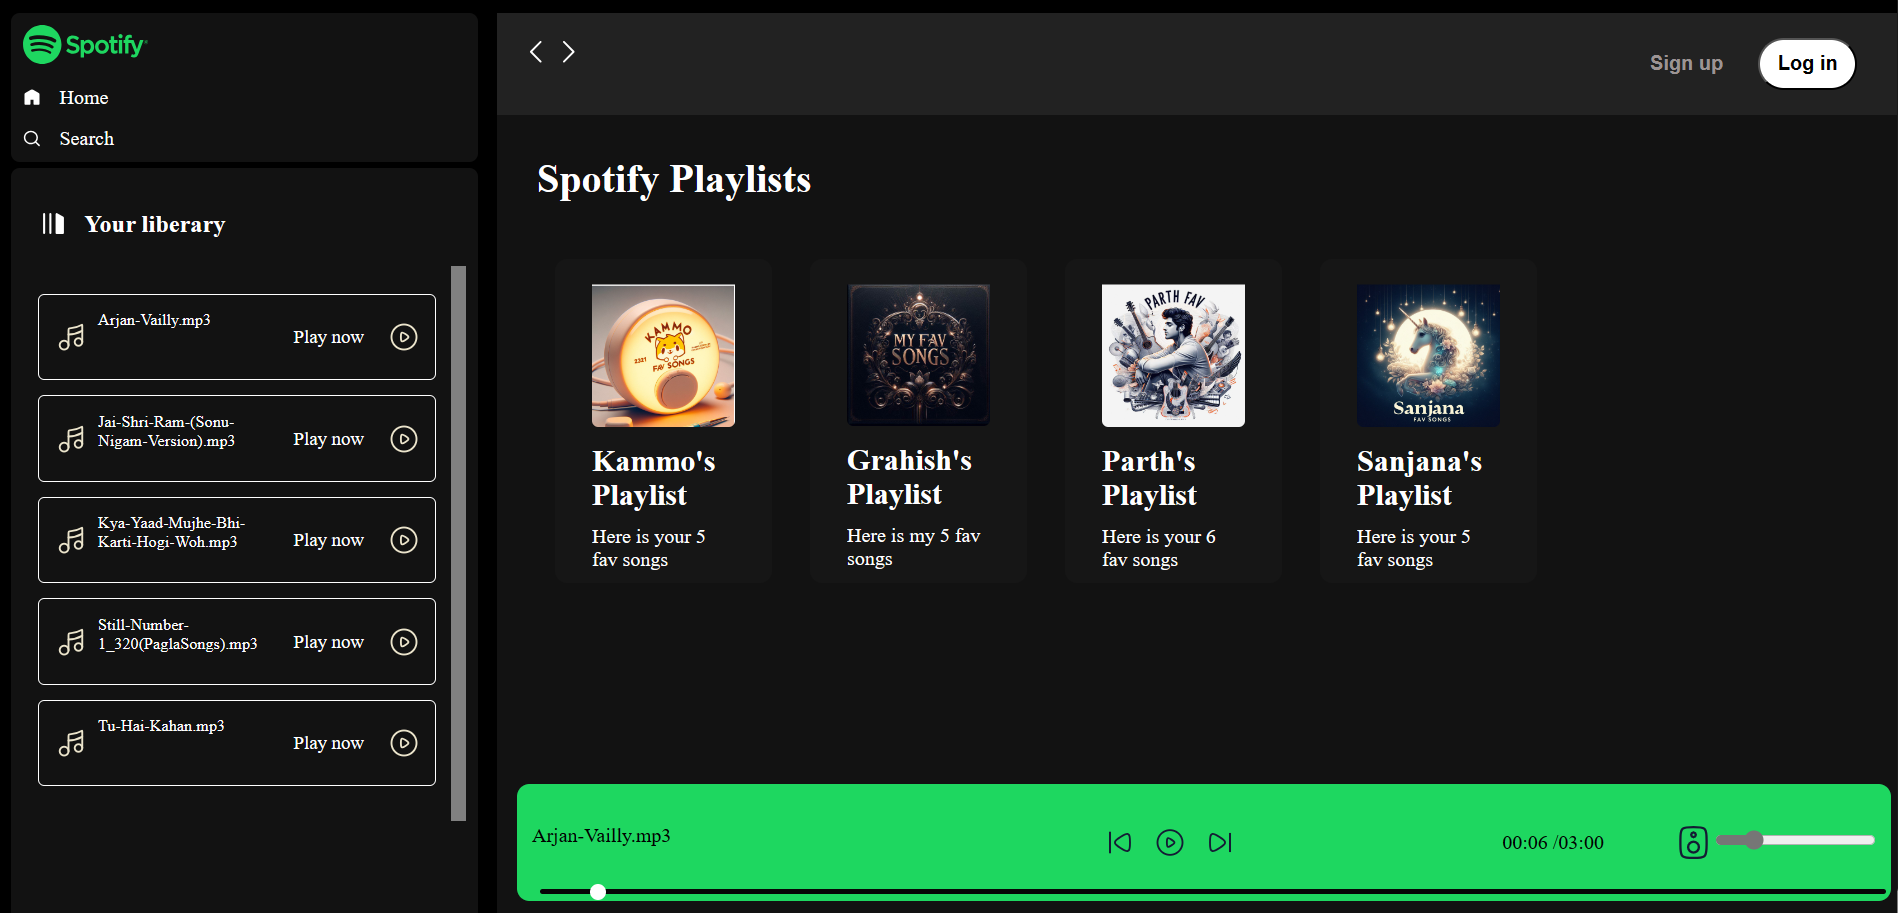 Spotify
Home
Search
Your liberary
Arjan-Vailly.mp3
Play now
Jai-Shri-Ram-(Sonu-
Nigam-Version).mp3
Play now
Kya-Yaad-Mujhe-Bhi-
Karti-Hogi-Woh.mp3
Play now
Still-Number-
1_320(PaglaSongs).mp3
Play now
Tu-Hai-Kahan.mp3
Play now
Sign up
Log in
Spotify Playlists
KAMMO
2321
FAV SONGS
Kammo's
Playlist
Here is your 5
fav songs
MY FAV
SONGS
Grahish's
Playlist
Here is my 5 fav
songs
PARTH FAV
Parth's
Playlist
Here is your 6
fav songs
Sanjana
FAV SONGS
Sanjana's
Playlist
Here is your 5
fav songs
Arjan-Vailly.mp3
00:06 /03:00